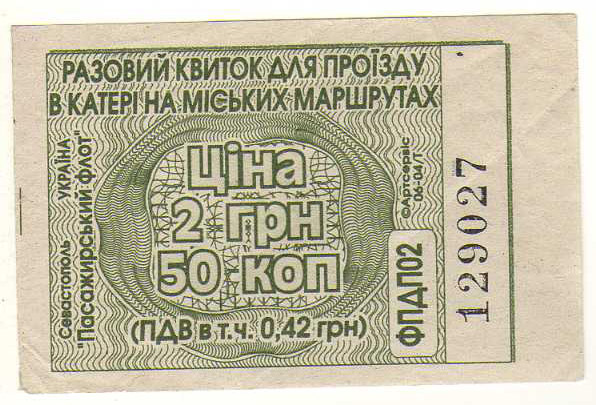 РАЗОВИЙ КВИТОК ДЛЯ ПРОЇЗДУ
В КАТЕРІ НА МІСЬКИХ МАРШРУТАХ
УКРАЇНА
Севастополь
"Пасажирський флот"
Ціна
2 грн
50 коп
(ПДВ в т.ч. 0,42 грн)
©Артсервіс
06-04/Т
ФПДП02
129027